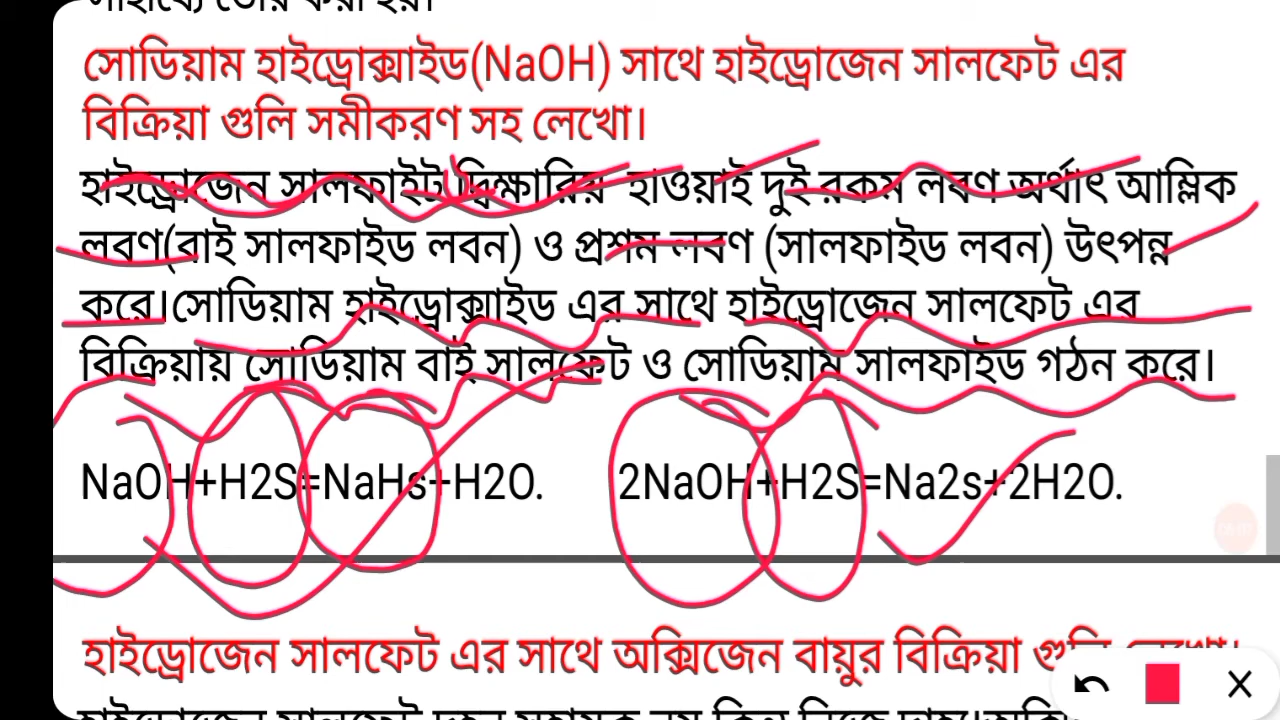 সোডিয়াম হাইড্রোক্সাইড(NaOH) সাথে হাইড্রোজেন সালফেট এর
বিক্রিয়া গুলি সমীকরণ সহ লেখো।
হাইড্রোজেন সালফাইট দ্বিক্ষারির হাওয়াই দুই রকম লবণ অর্থাৎ আম্লিক
লবণ(বাই সালফাইড লবন) ও প্রশম লবণ (সালফাইড লবন) উৎপন্ন
করে।সোডিয়াম হাইড্রোক্সাইড এর সাথে হাইড্রোজেন সালফেট এর
বিক্রিয়ায় সোডিয়াম বাই সালফেট ও সোডিয়াম সালফাইড গঠন করে।
NaOH+H2S=NaHs+H2O. 2NaOH+H2S=Na2s+2H2O.
হাইড্রোজেন সালফেট এর সাথে অক্সিজেন বায়ুর বিক্রিয়া